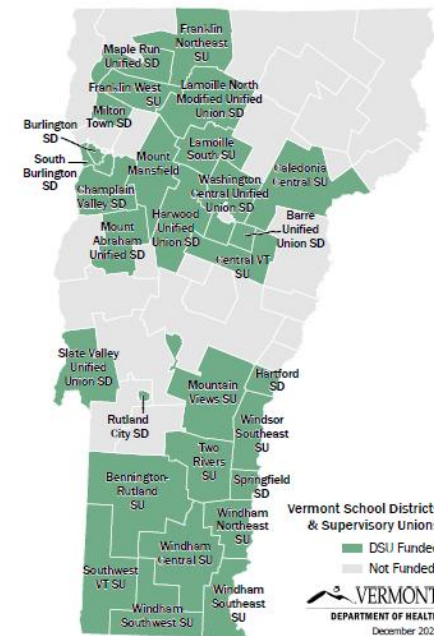 Franklin
Northeast
SU
Maple Run
Unified SD
Franklin West
SU
Lamoille North
Modified Unified
Union SD
Milton
Town SD
Burlington
SD
South
Burlington
SD
Mount
Mansfield
Lamoille
South SU
Washington
Central Unified
Union SD
Caledonia
Central SU
Champlain
Valley SD
Mount
Abraham
Unified SD
Harwood
Unified
Union SD
Barre
Unified
Union SD
Central VT
SU
Slate Valley
Unified
Union SD
Rutland
City SD
Mountain
Views SU
Hartford
SD
Windsor
Southeast
SU
Two
Rivers
SU
Springfield
SD
Bennington-
Rutland
SU
Windham
Northeast
SU
Windham
Central SU
Southwest
VT SU
Windham
Southwest SU
Windham
Southeast
SU
Vermont School District
& Supervisory Union
DSU Funded
Not Funded
VERMONT
DEPARTMENT OF HEALTH
December 202